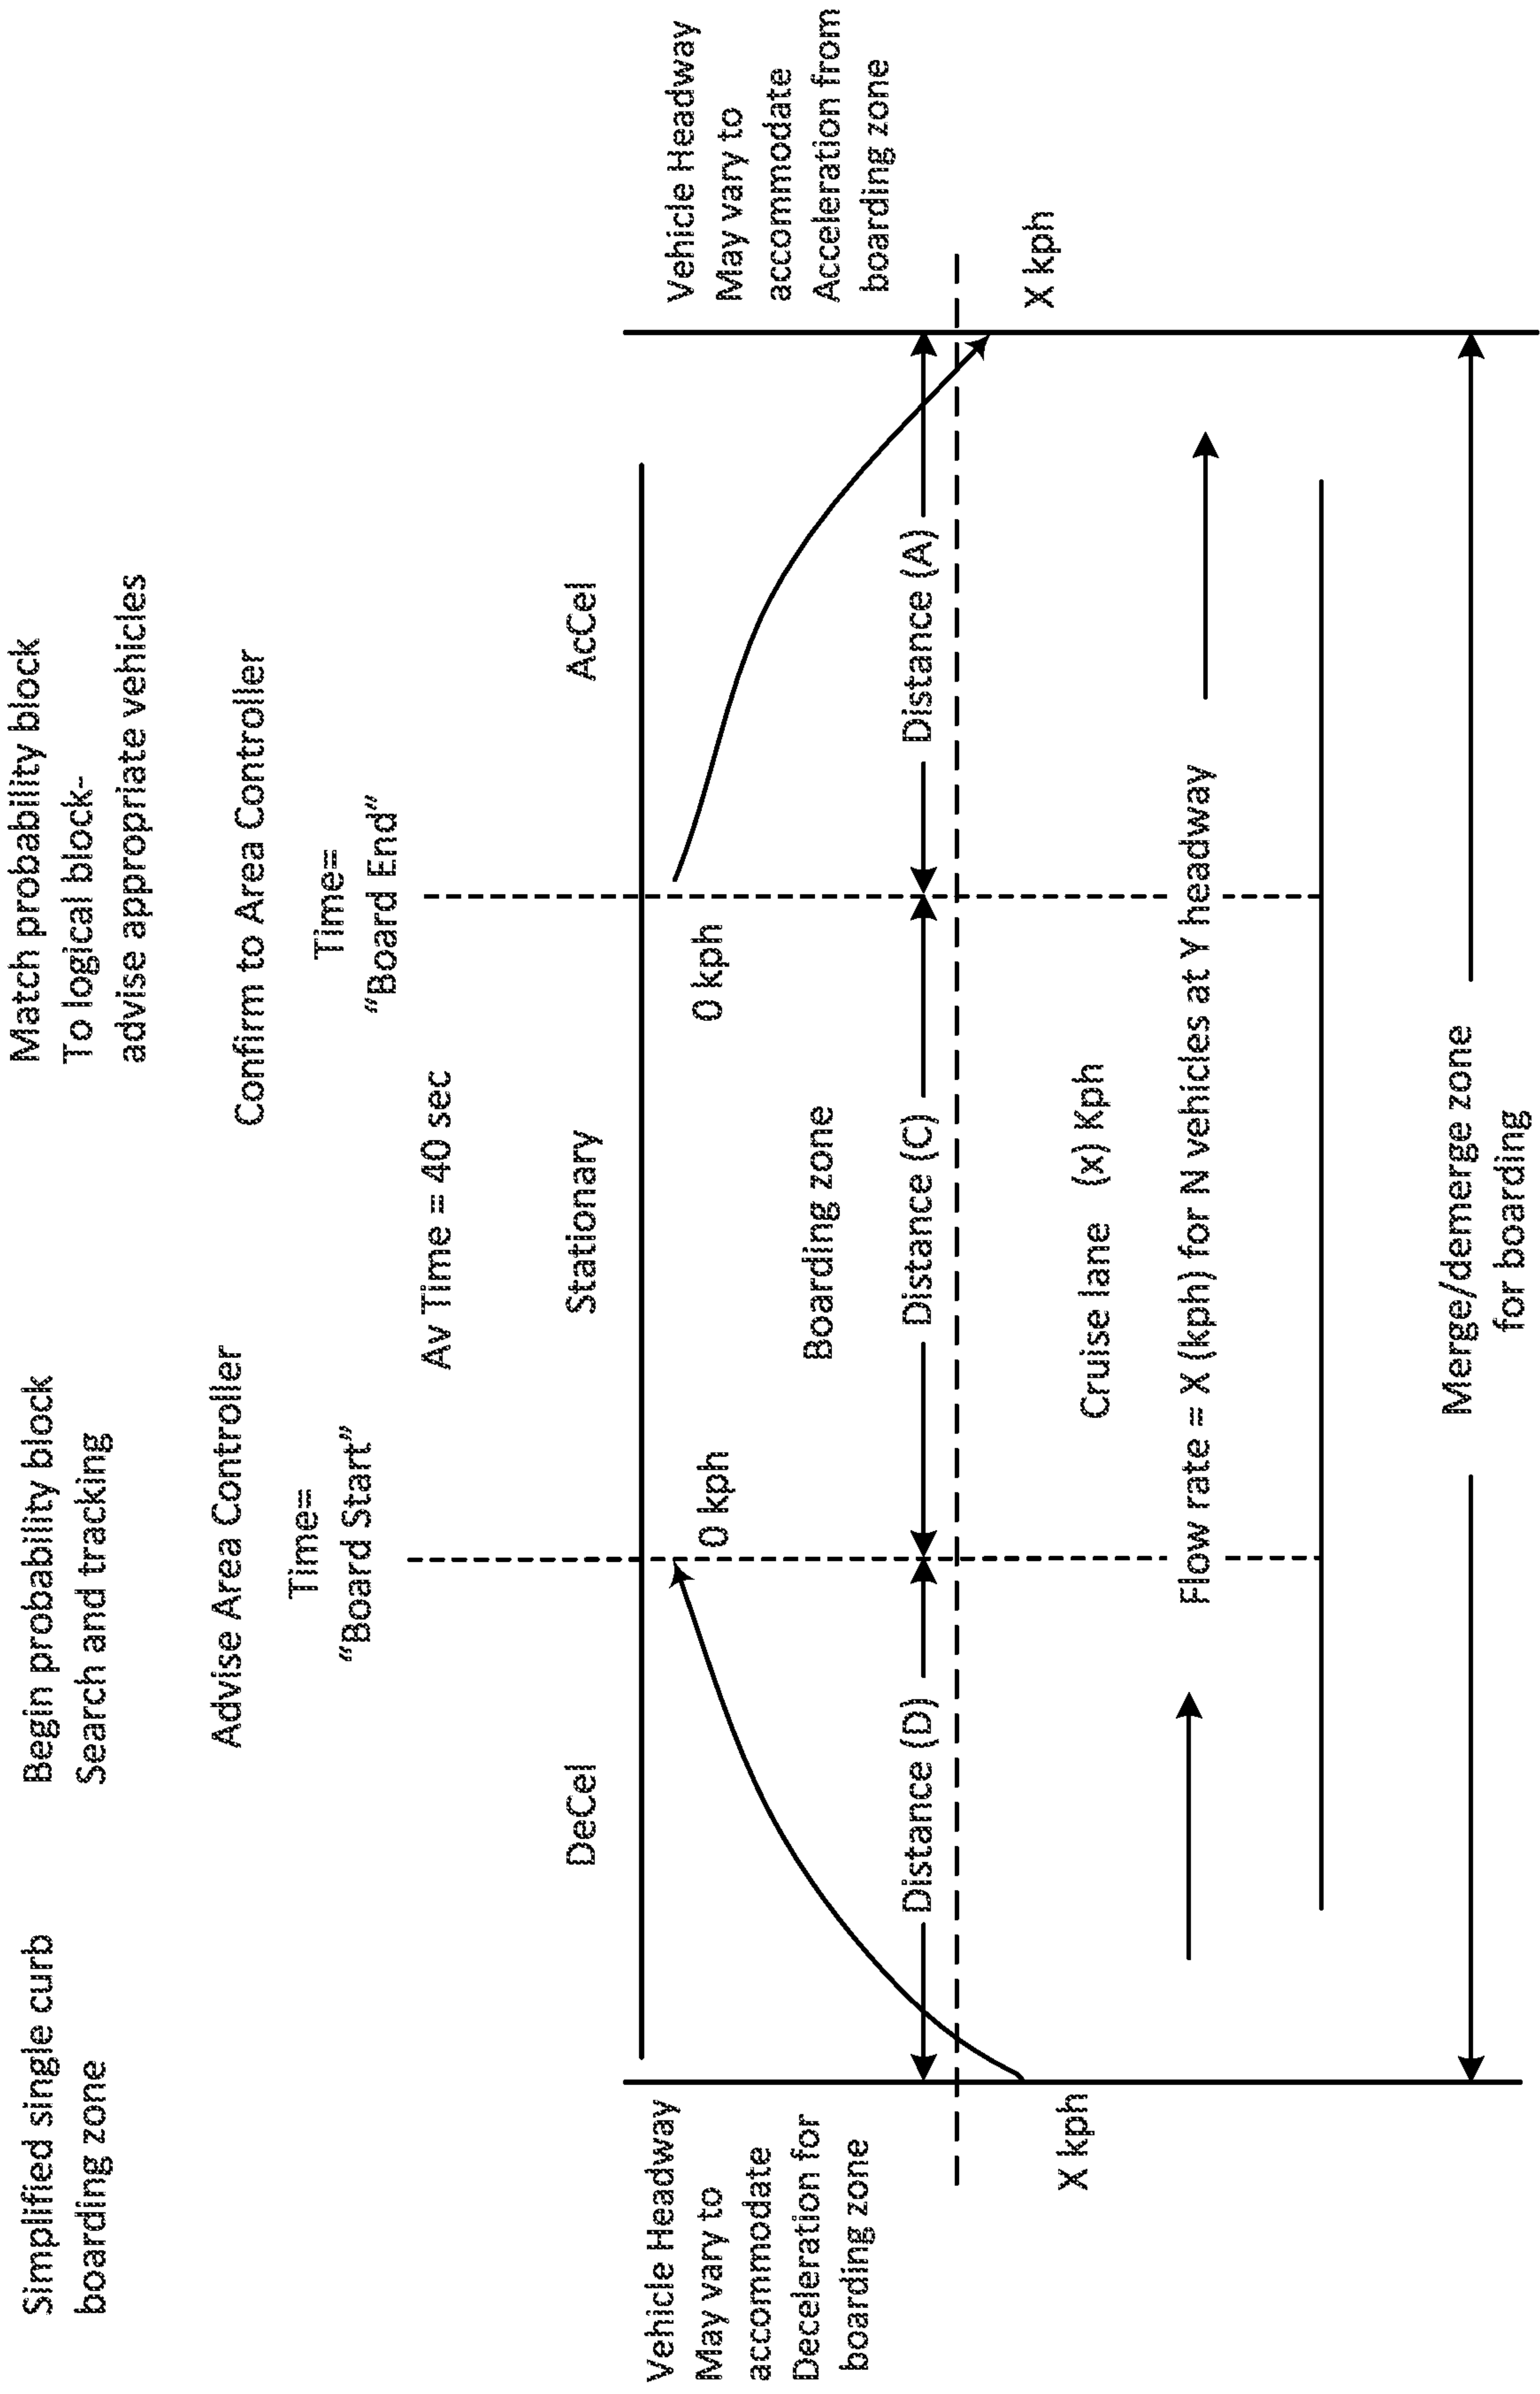 Simplified single curb
boarding zone
Begin probability block
Search and tracking
Match probability block
To logical block-
advise appropriate vehicles
Advise Area Controller
Confirm to Area Controller
Time=
“Board Start”
Time=
“Board End”
Av Time = 40 sec
DeCel
Stationary
AcCel
Vehicle Headway
May vary to
accommodate
Deceleration for
boarding zone
Vehicle Headway
May vary to
accommodate
Acceleration from
boarding zone
0 kph
0 kph
Boarding zone
Distance (D)
Distance (C)
Distance (A)
X kph
X kph
Cruise lane (x) Kph
Flow rate = X (kph) for N vehicles at Y headway
Merge/demerge zone
for boarding